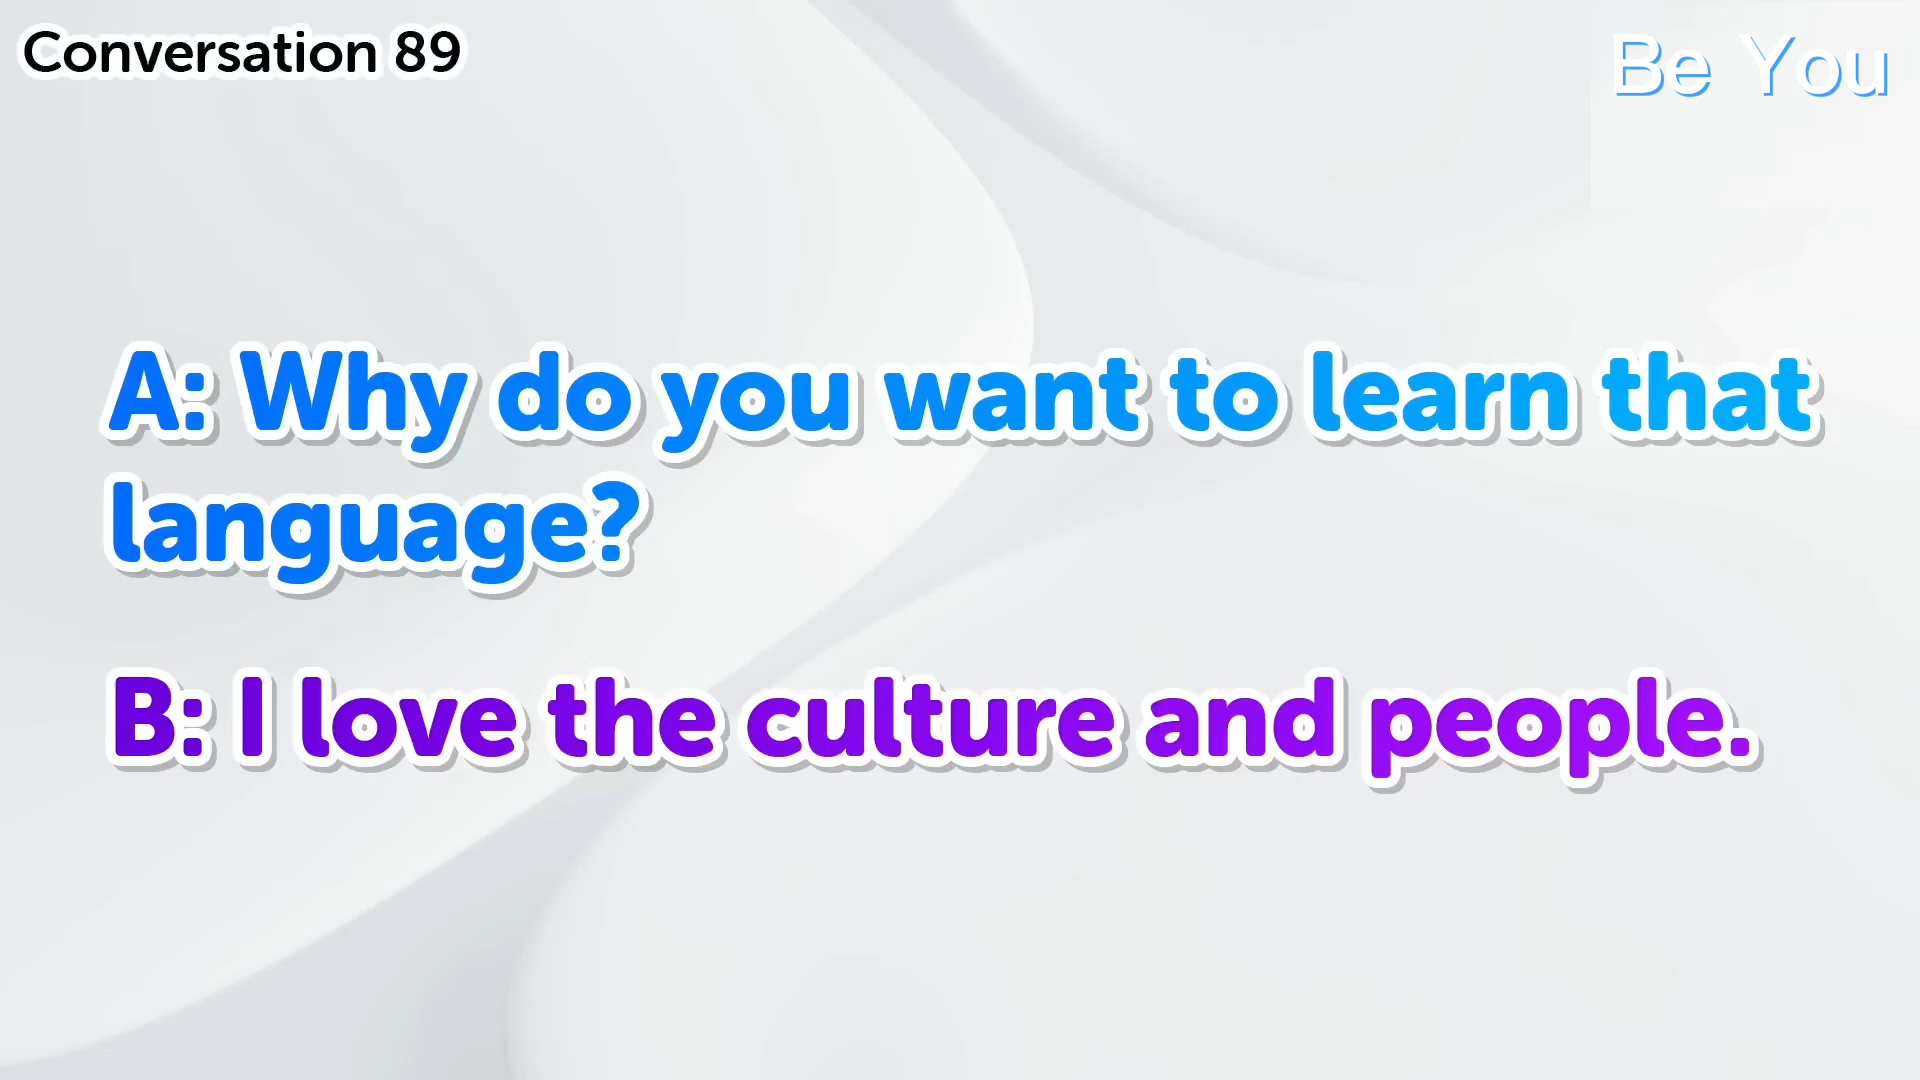 Conversation 89
Be You
A: Why do you want to learn that
language?
B: I love the culture and people.